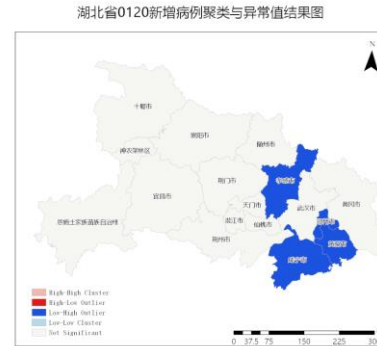 湖北省0120新增病例聚类与异常值结果图
N
十堰市
神农架林区
襄阳市
随州市
孝感市
荆门市
宜昌市
黄冈市
武汉市
天门市
恩施土家族苗族自治州
潜江市
仙桃市
荆州市
黄石市
咸宁市
High-High Cluster
High-Low Outlier
Low-High Outlier
Low-Low Cluster
Not Significant
0 37.5 75 150 225 300